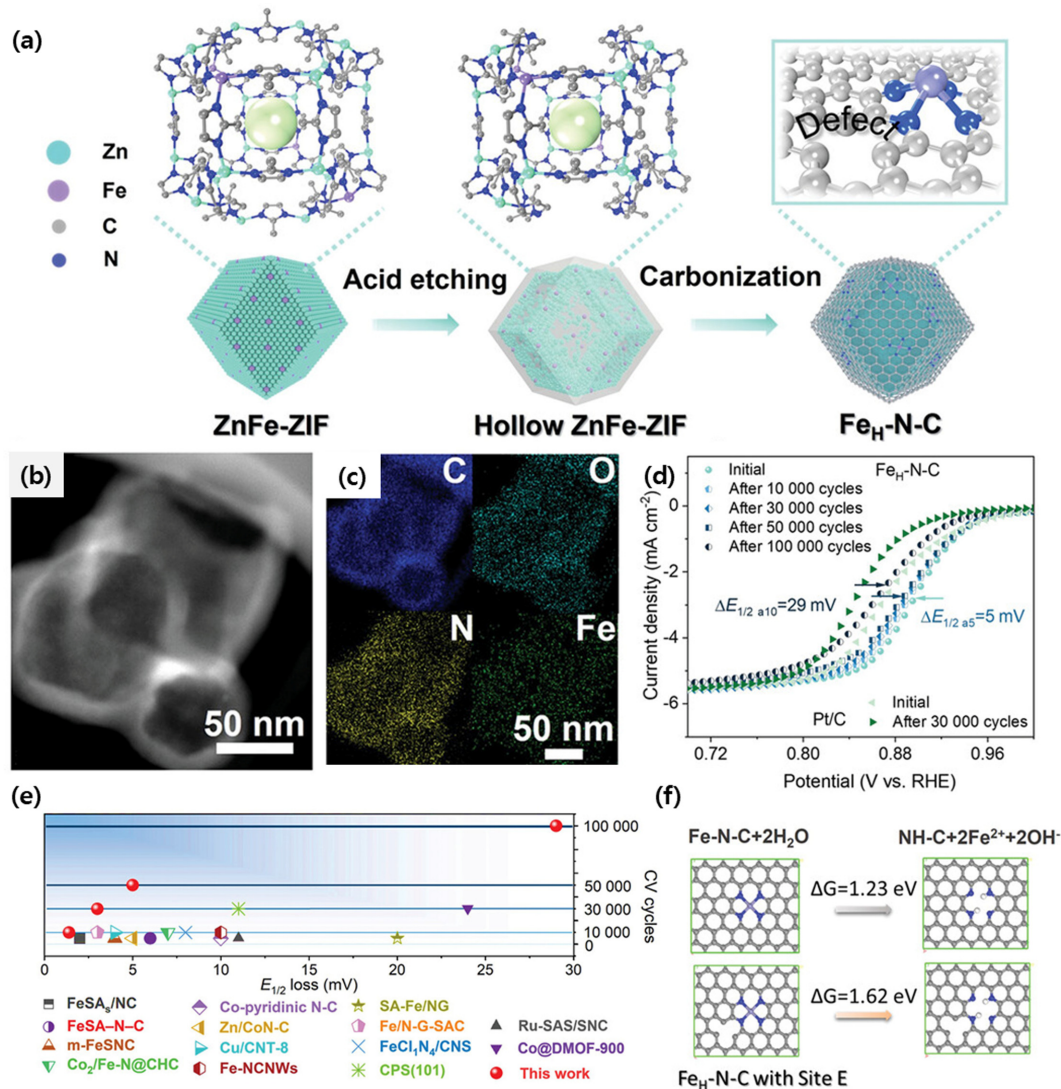 (a)
Zn
Fe
C
N
Defect
Acid etching
Carbonization
ZnFe-ZIF
Hollow ZnFe-ZIF
Fe_H-N-C
(b)
50 nm
(c)
C
O
N
Fe
50 nm
(d)
Fe_H-N-C
Initial
After 10 000 cycles
After 30 000 cycles
After 50 000 cycles
After 100 000 cycles
ΔE_1/2 a10=29 mV
ΔE_1/2 a5=5 mV
Initial
Pt/C
After 30 000 cycles
Current density (mA cm⁻²)
0
-2
-4
-6
0.72 0.80 0.88 0.96
Potential (V vs. RHE)
(e)
100 000
50 000
30 000
10 000
0
CV cycles
0 5 10 15 20 25 30
E_1/2 loss (mV)
FeSA_s/NC
Co-pyridinic N-C
SA-Fe/NG
FeSA–N–C
Zn/CoN-C
Fe/N-G-SAC
Ru-SAS/SNC
m-FeSNC
Cu/CNT-8
FeCl₁N₄/CNS
Co@DMOF-900
Co₂/Fe-N@CHC
Fe-NCNWs
CPS(101)
This work
(f)
Fe-N-C+2H₂O
NH-C+2Fe²⁺+2OH⁻
ΔG=1.23 eV
ΔG=1.62 eV
Fe_H-N-C with Site E